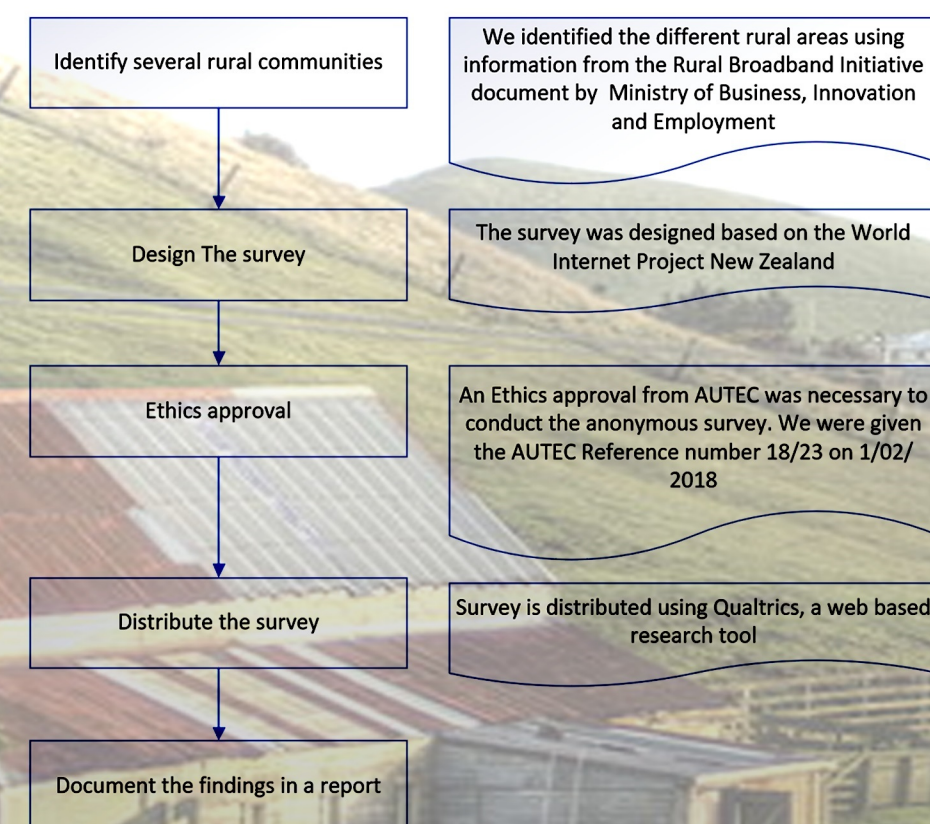 Identify several rural communities
We identified the different rural areas using
information from the Rural Broadband Initiative
document by Ministry of Business, Innovation
and Employment
Design The survey
The survey was designed based on the World
Internet Project New Zealand
Ethics approval
An Ethics approval from AUTEC was necessary to
conduct the anonymous survey. We were given
the AUTEC Reference number 18/23 on 1/02/
2018
Distribute the survey
Survey is distributed using Qualtrics, a web based
research tool
Document the findings in a report